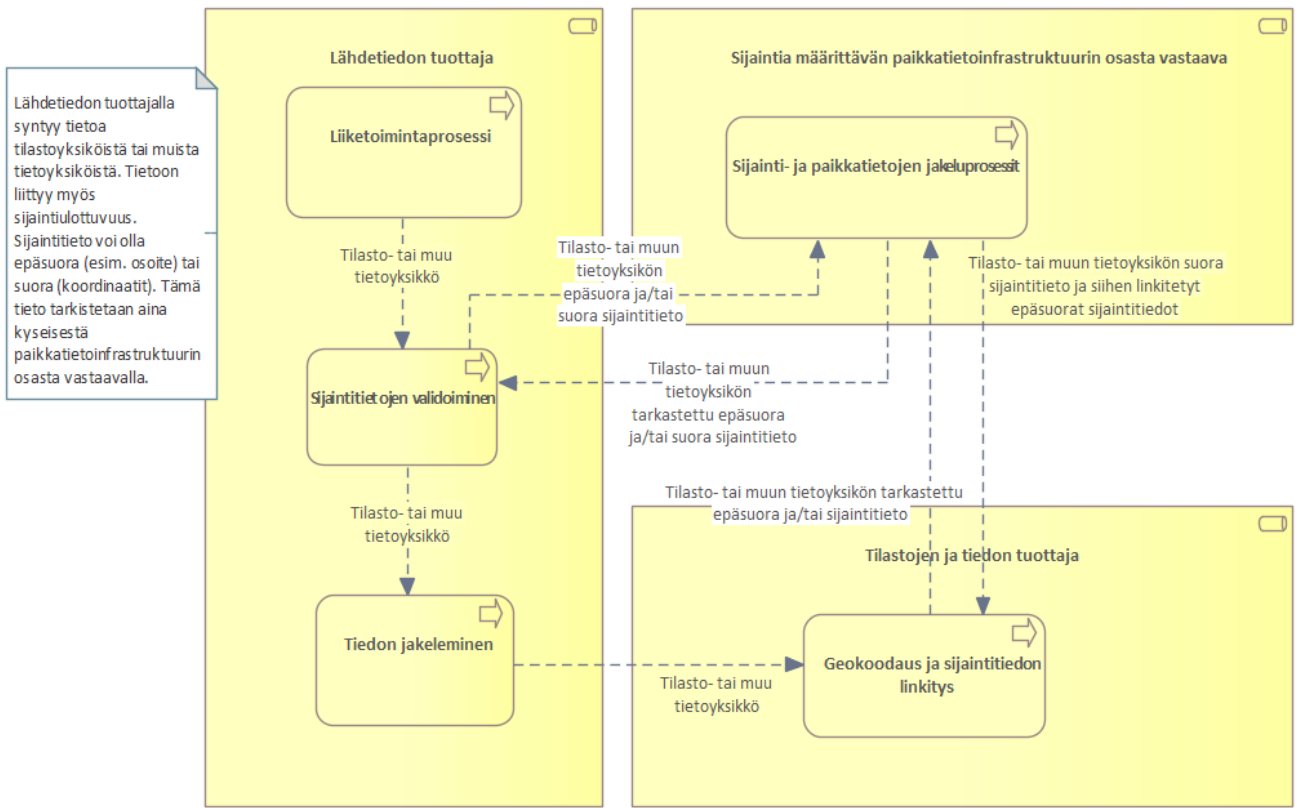 Lähdetiedon tuottajalla
syntyy tietoa
tilastoyksiköistä tai muista
tietoyksiköistä. Tietoon
liittyy myös
sijaintiulottuvuus.
Sijaintitieto voi olla
epäsuora (esim. osoite) tai
suora (koordinaatit). Tämä
tieto tarkistetaan aina
kyseisestä
paikkatietoinfrastruktuurin
osasta vastaavalla.
Lähdetiedon tuottaja
Liiketoimintaprosessi
Tilasto- tai muu
tietoyksikkö
Sijaintitietojen validoiminen
Tilasto- tai muu
tietoyksikkö
Tiedon jakeleminen
Tilasto- tai muun
tietoyksikön
epäsuora ja/tai
suora sijaintitieto
Sijaintia määrittävän paikkatietoinfrastruktuurin osasta vastaava
Sijainti- ja paikkatietojen jakeluprosessit
Tilasto- tai muun tietoyksikön suora
sijaintitieto ja siihen linkitetyt
epäsuorat sijaintitiedot
Tilasto- tai muun
tietoyksikön
tarkastettu epäsuora
ja/tai suora sijaintitieto
Tilasto- tai muun tietoyksikön tarkastettu
epäsuora ja/tai sijaintitieto
Tilastojen ja tiedon tuottaja
Geokoodaus ja sijaintitiedon
linkitys
Tilasto- tai muu
tietoyksikkö